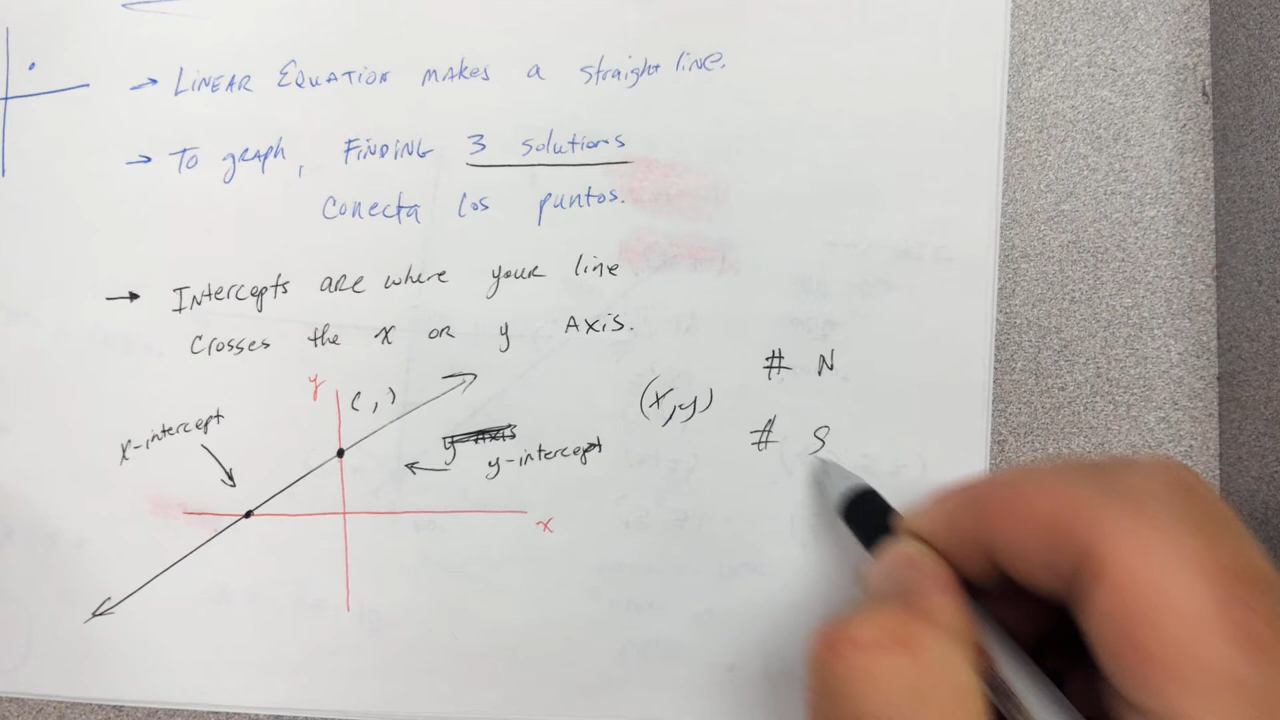 → LINEAR EQUATION MAKES a straight line.
→ To graph, FINDING 3 solutions
Conecta los puntos.
→ Intercepts are where your line
Crosses the x or y Axis.
y
( , )
x-intercept
y-intercept
x
(x,y)
# N
# S